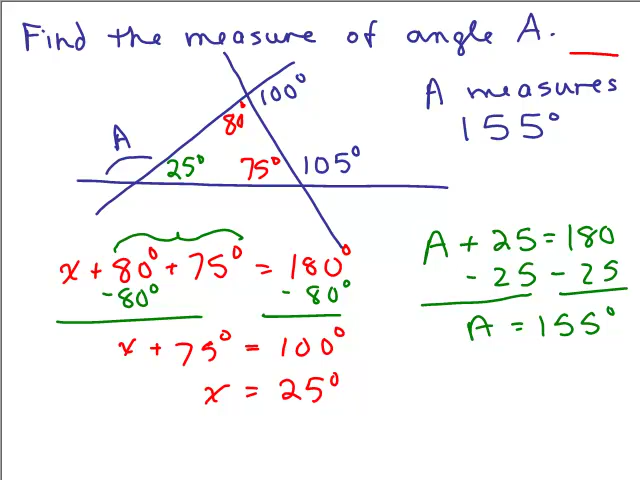 Find the measure of angle A.
100°
A measures
155°
80°
A
25°
75°
105°
x + 80° + 75° = 180°
-80° -80°
x + 75° = 100°
x = 25°
A + 25 = 180
- 25 - 25
A = 155°